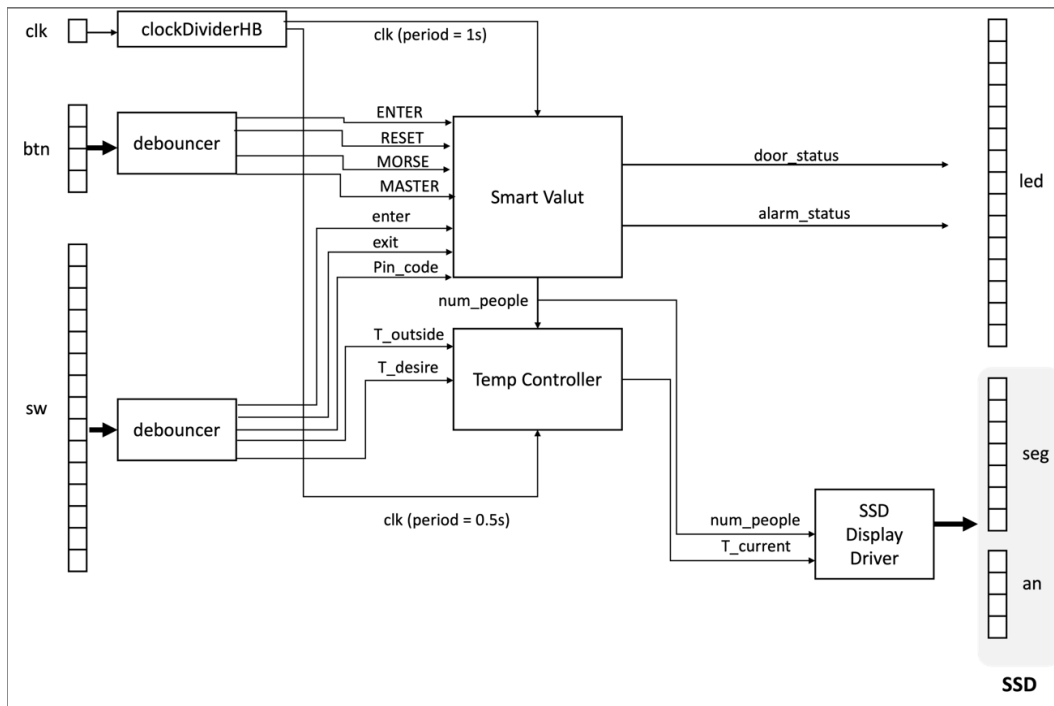 clk
clockDividerHB
clk (period = 1s)
btn
debouncer
ENTER
RESET
MORSE
MASTER
enter
exit
Pin_code
Smart Valut
door_status
alarm_status
led
num_people
T_outside
T_desire
Temp Controller
sw
debouncer
clk (period = 0.5s)
num_people
T_current
SSD
Display
Driver
seg
an
SSD